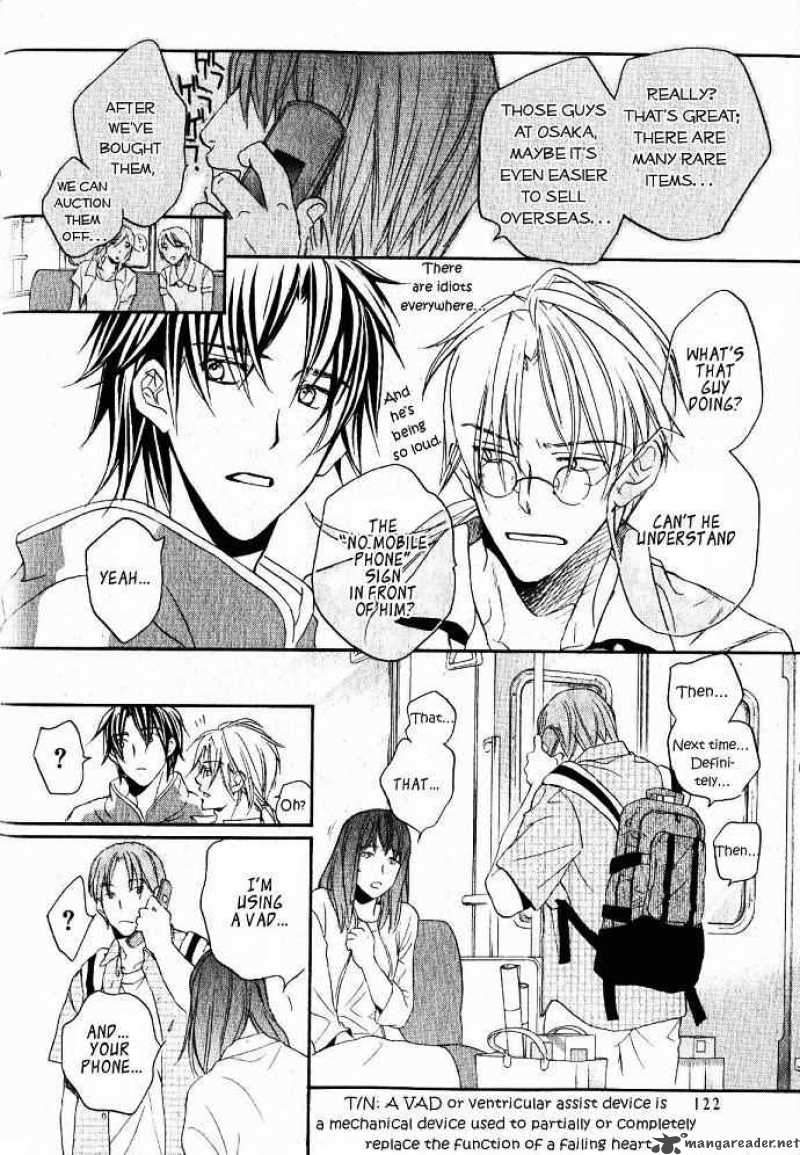 REALLY?
THAT'S GREAT;
THERE ARE
MANY RARE
ITEMS...
THOSE GUYS
AT OSAKA,
MAYBE IT'S
EVEN EASIER
TO SELL
OVERSEAS...
AFTER
WE'VE
BOUGHT
THEM,
WE CAN
AUCTION
THEM
OFF...
There
are idiots
everywhere...
WHAT'S
THAT
GUY
DOING?
CAN'T HE
UNDERSTAND
And
he's
being
so loud.
THE
"NO MOBILE
PHONE"
SIGN
IN FRONT
OF HIM?
YEAH...
Then...
Next time...
Defini-
tely...
Then...
That...
THAT...
?
Oh?
I'M
USING
A VAD...
?
AND...
YOUR
PHONE...
T/N: A VAD or ventricular assist device is
a mechanical device used to partially or completely
replace the function of a failing heart
122
mangareader.net